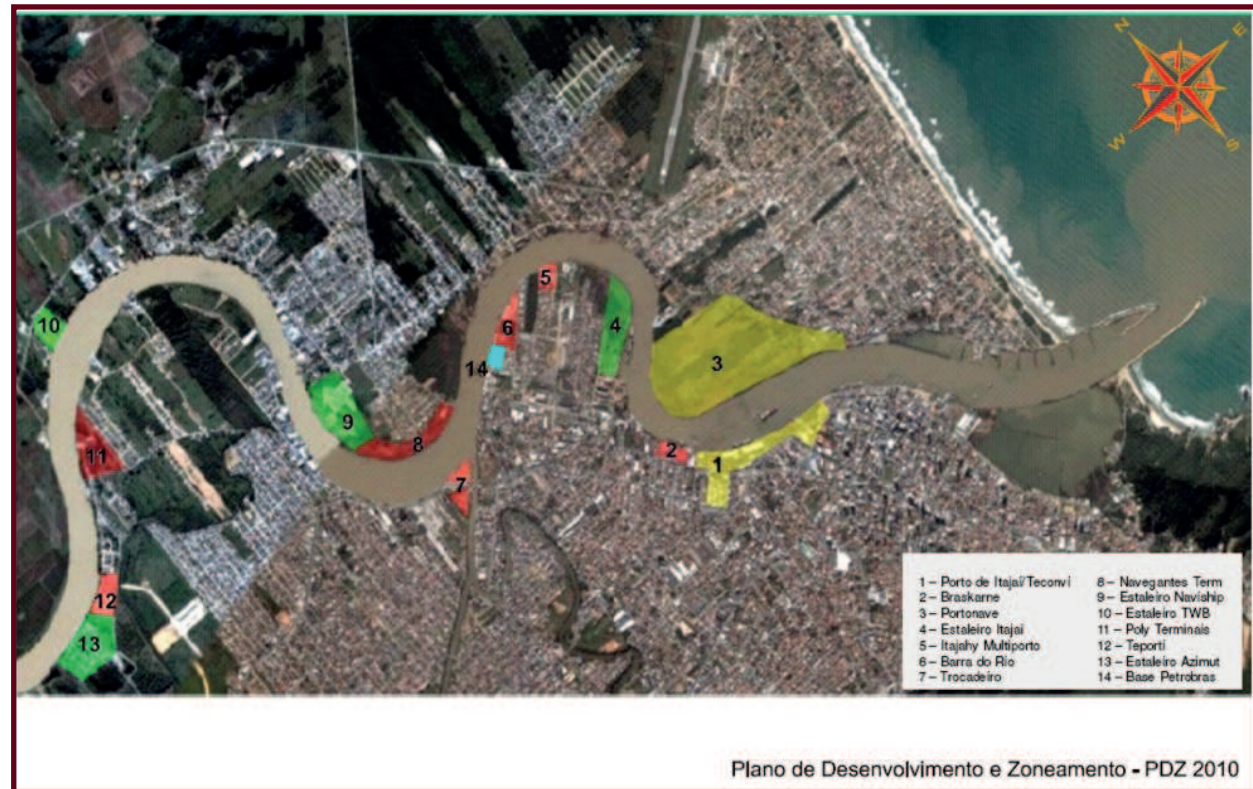 N
E
W
S
10
5
6
14
4
3
9
8
11
7
2
1
12
13
1 – Porto de Itajaí/Teconvi
2 – Braskarne
3 – Portonave
4 – Estaleiro Itajaí
5 – Itajahy Multiporto
6 – Barra do Rio
7 – Trocadeiro
8 – Navegantes Term
9 – Estaleiro Naviship
10 – Estaleiro TWB
11 – Poly Terminais
12 – Teporti
13 – Estaleiro Azimut
14 – Base Petrobras
Plano de Desenvolvimento e Zoneamento - PDZ 2010